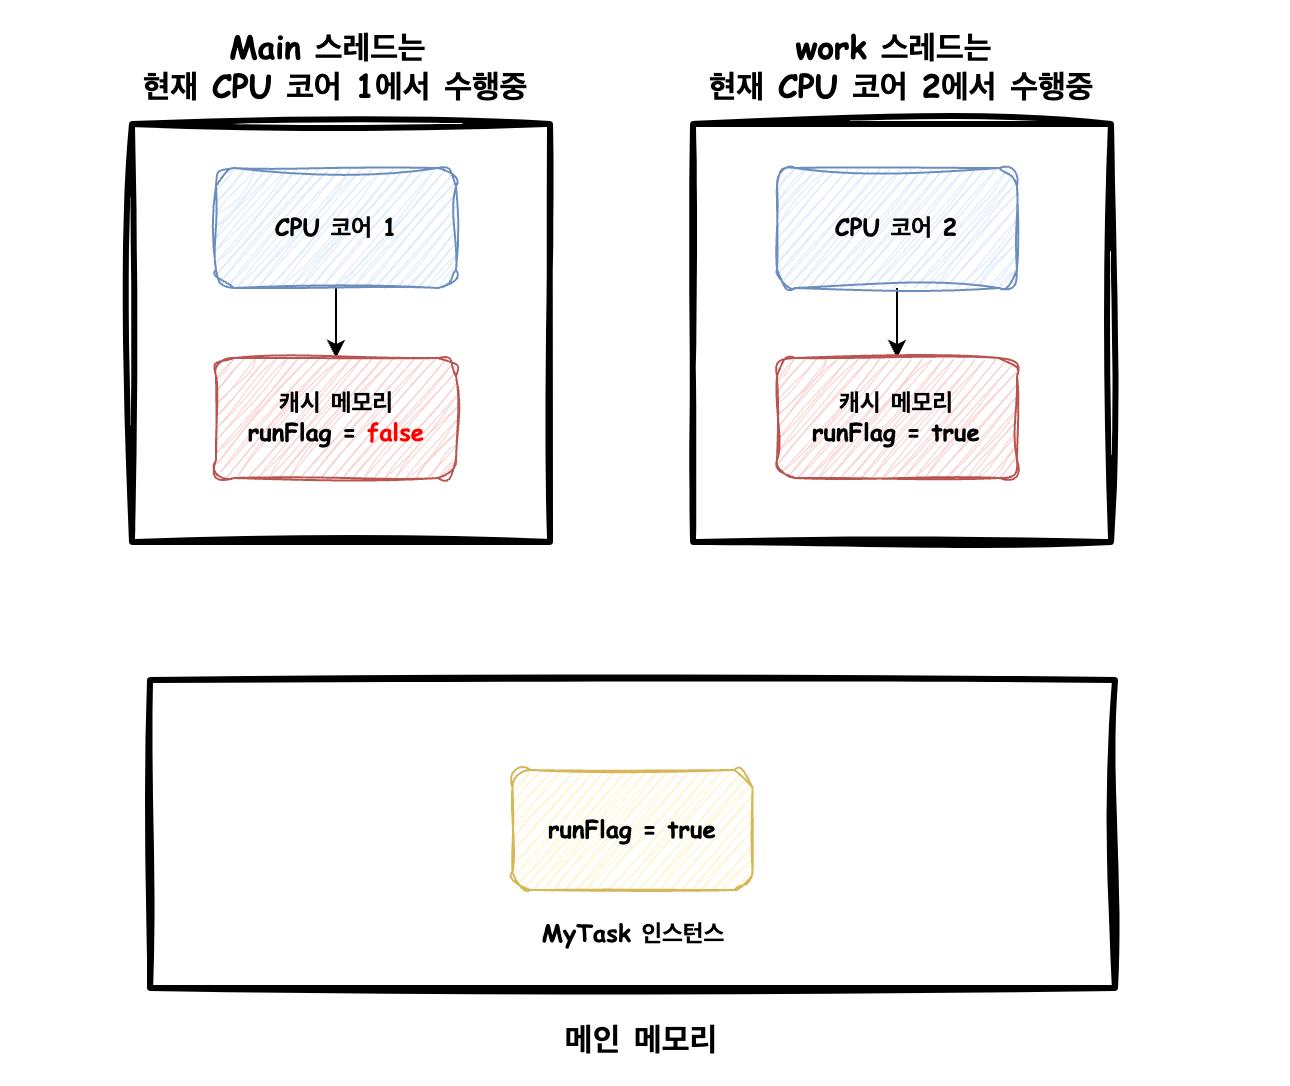 Main 스레드는
현재 CPU 코어 1에서 수행중
work 스레드는
현재 CPU 코어 2에서 수행중
CPU 코어 1
CPU 코어 2
캐시 메모리
runFlag = false
캐시 메모리
runFlag = true
runFlag = true
MyTask 인스턴스
메인 메모리